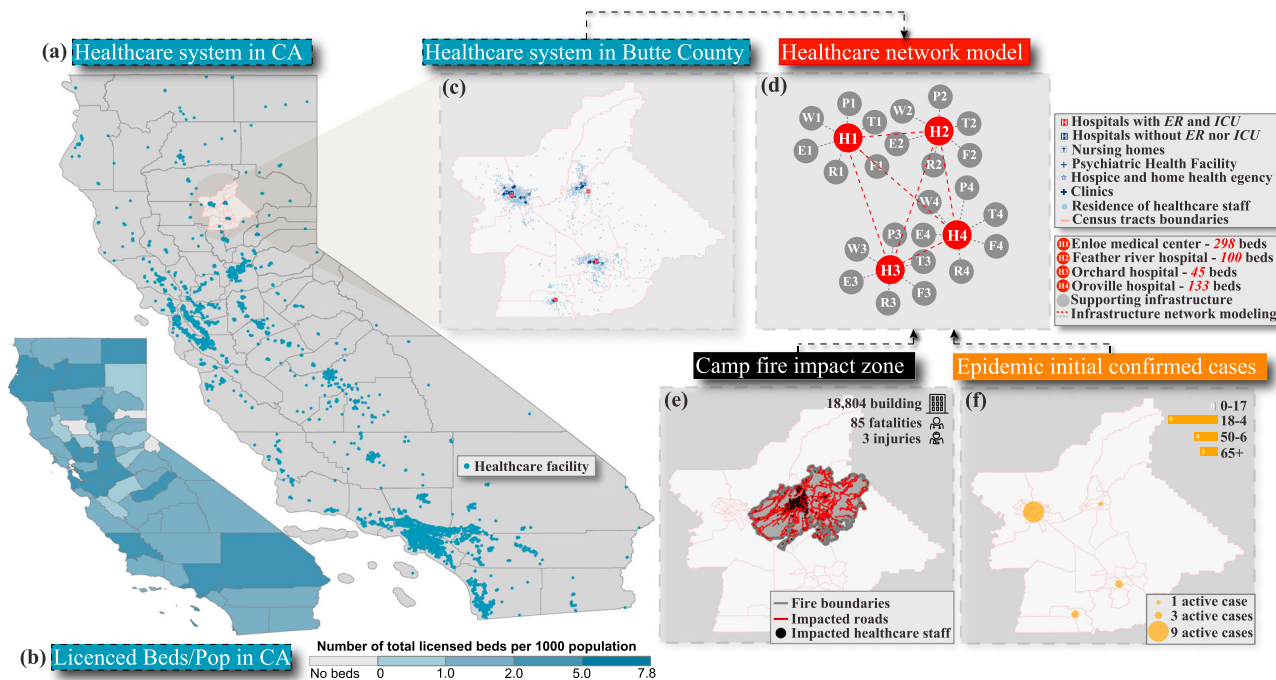 (a) Healthcare system in CA
Healthcare system in Butte County
Healthcare network model
(c)
(d)
P1
W1
T1
H1
E1
R1
F1
P2
W2
T2
H2
E2
F2
R2
P4
W4
T4
E4
H4
F4
R4
P3
W3
T3
H3
E3
F3
R3
Hospitals with ER and ICU
Hospitals without ER nor ICU
Nursing homes
Psychiatric Health Facility
Hospice and home health egency
Clinics
Residence of healthcare staff
Census tracts boundaries
H1 Enloe medical center - 298 beds
H2 Feather river hospital - 100 beds
H3 Orchard hospital - 45 beds
H4 Oroville hospital - 133 beds
Supporting infrastructure
Infrastructure network modeling
Healthcare facility
Camp fire impact zone
(e)
18,804 building
85 fatalities
3 injuries
Fire boundaries
Impacted roads
Impacted healthcare staff
Epidemic initial confirmed cases
(f)
0-17
9 18-4
4 50-6
3 65+
1 active case
3 active cases
9 active cases
(b) Licenced Beds/Pop in CA
Number of total licensed beds per 1000 population
No beds 0 1.0 2.0 5.0 7.8